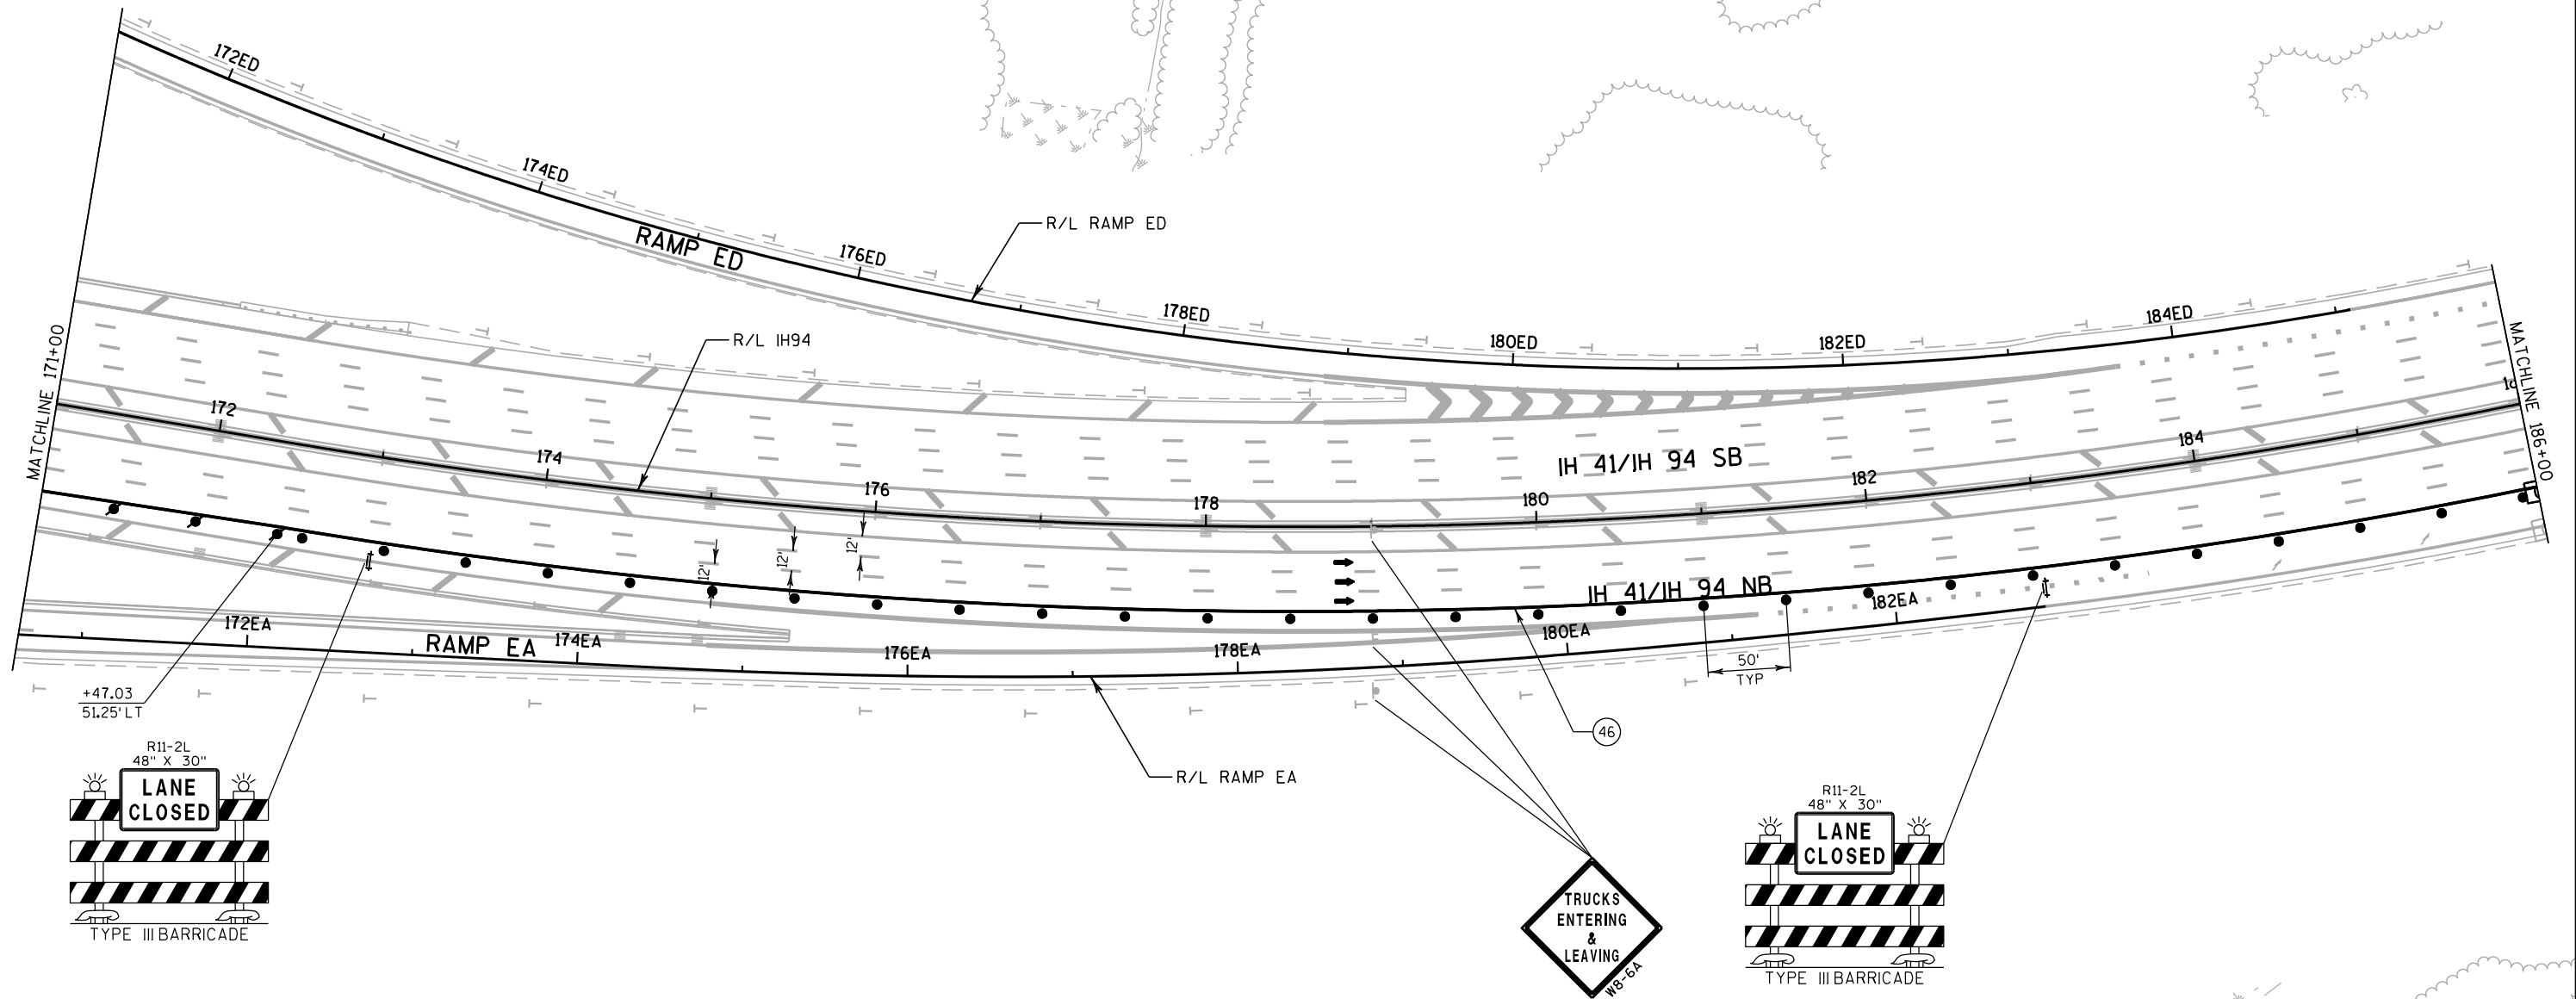 172ED
174ED
176ED
178ED
180ED
182ED
184ED
RAMP ED
R/L RAMP ED
R/L IH94
MATCHLINE 171+00
MATCHLINE 186+00
172
174
176
178
180
182
184
IH 41/IH 94 SB
IH 41/IH 94 NB
12'
12'
12'
172EA
174EA
176EA
178EA
180EA
182EA
RAMP EA
50'
TYP
+47.03
51.25' LT
46
R/L RAMP EA
R11-2L
48" X 30"
LANE
CLOSED
TYPE III BARRICADE
TRUCKS
ENTERING
&
LEAVING
W8-6A
R11-2L
48" X 30"
LANE
CLOSED
TYPE III BARRICADE